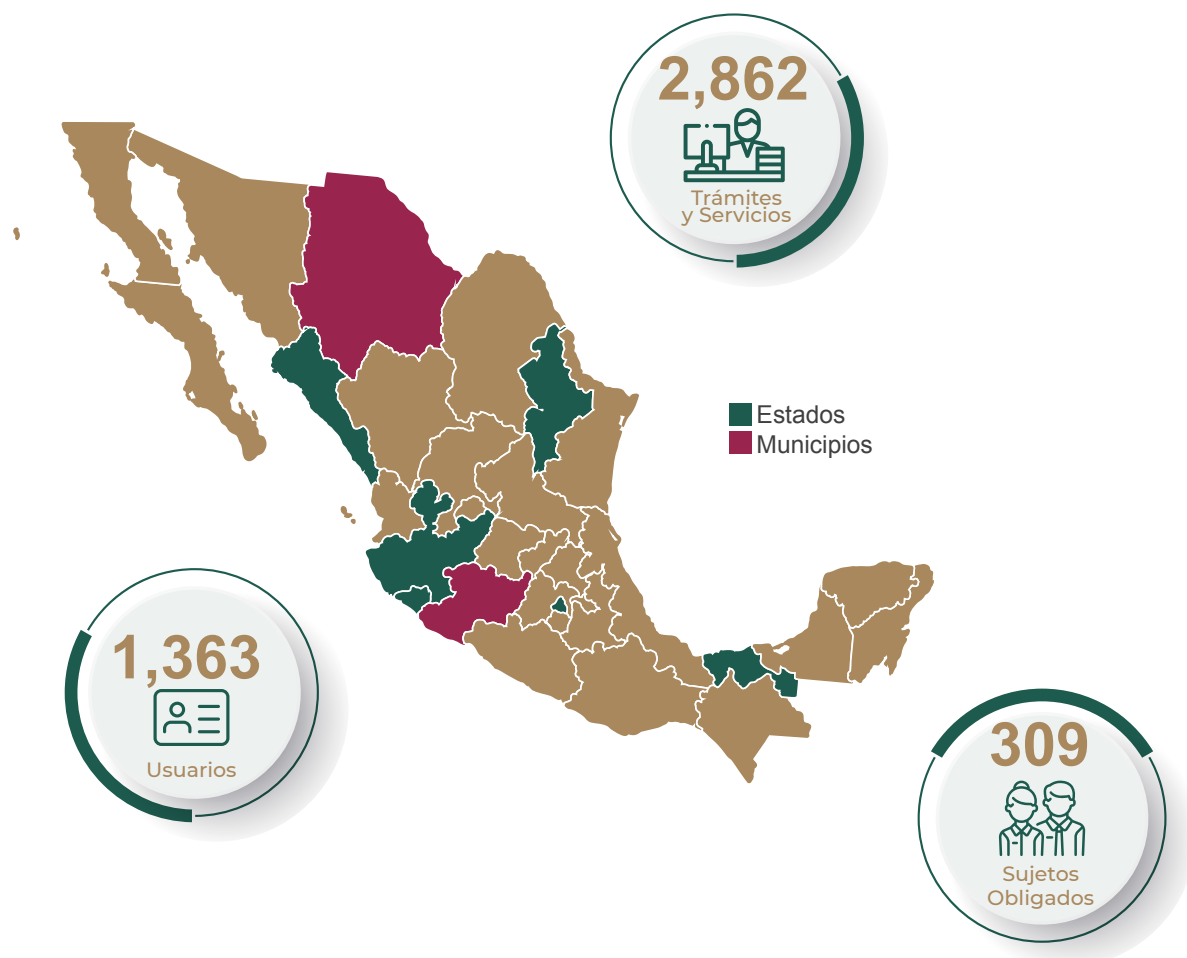 2,862
Trámites
y Servicios
Estados
Municipios
1,363
Usuarios
309
Sujetos
Obligados